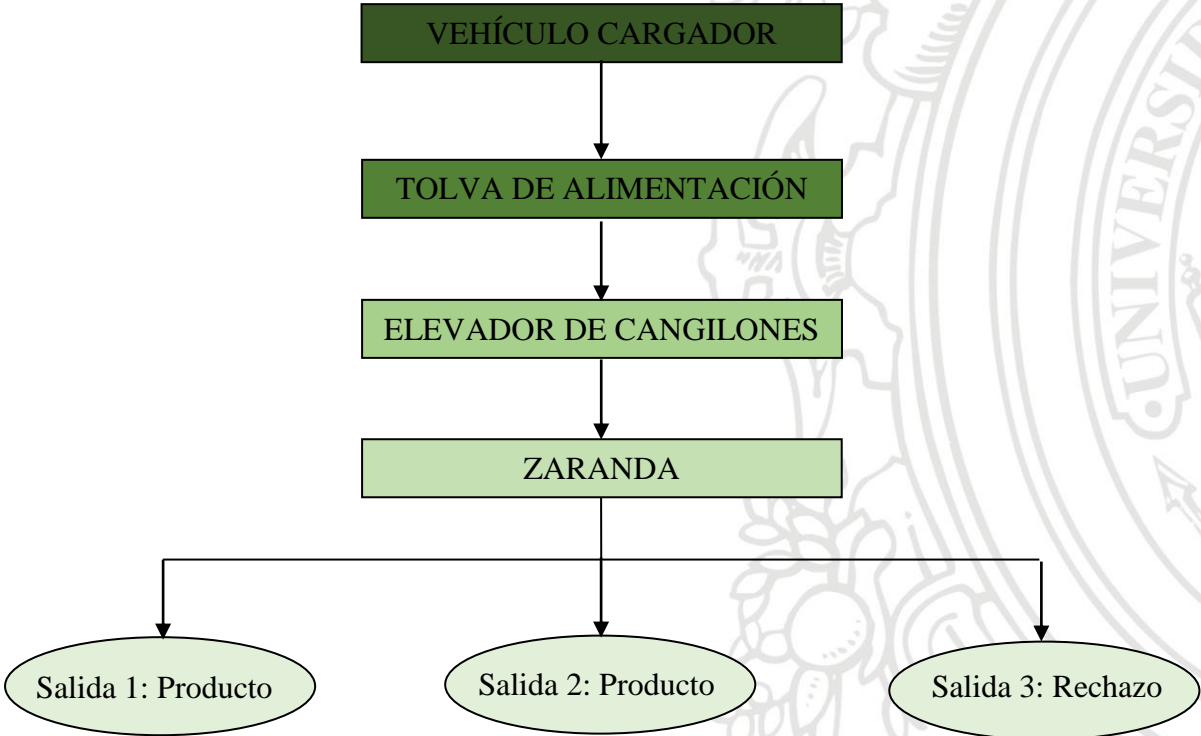 VEHÍCULO CARGADOR
TOLVA DE ALIMENTACIÓN
ELEVADOR DE CANGILONES
ZARANDA
Salida 1: Producto
Salida 2: Producto
Salida 3: Rechazo